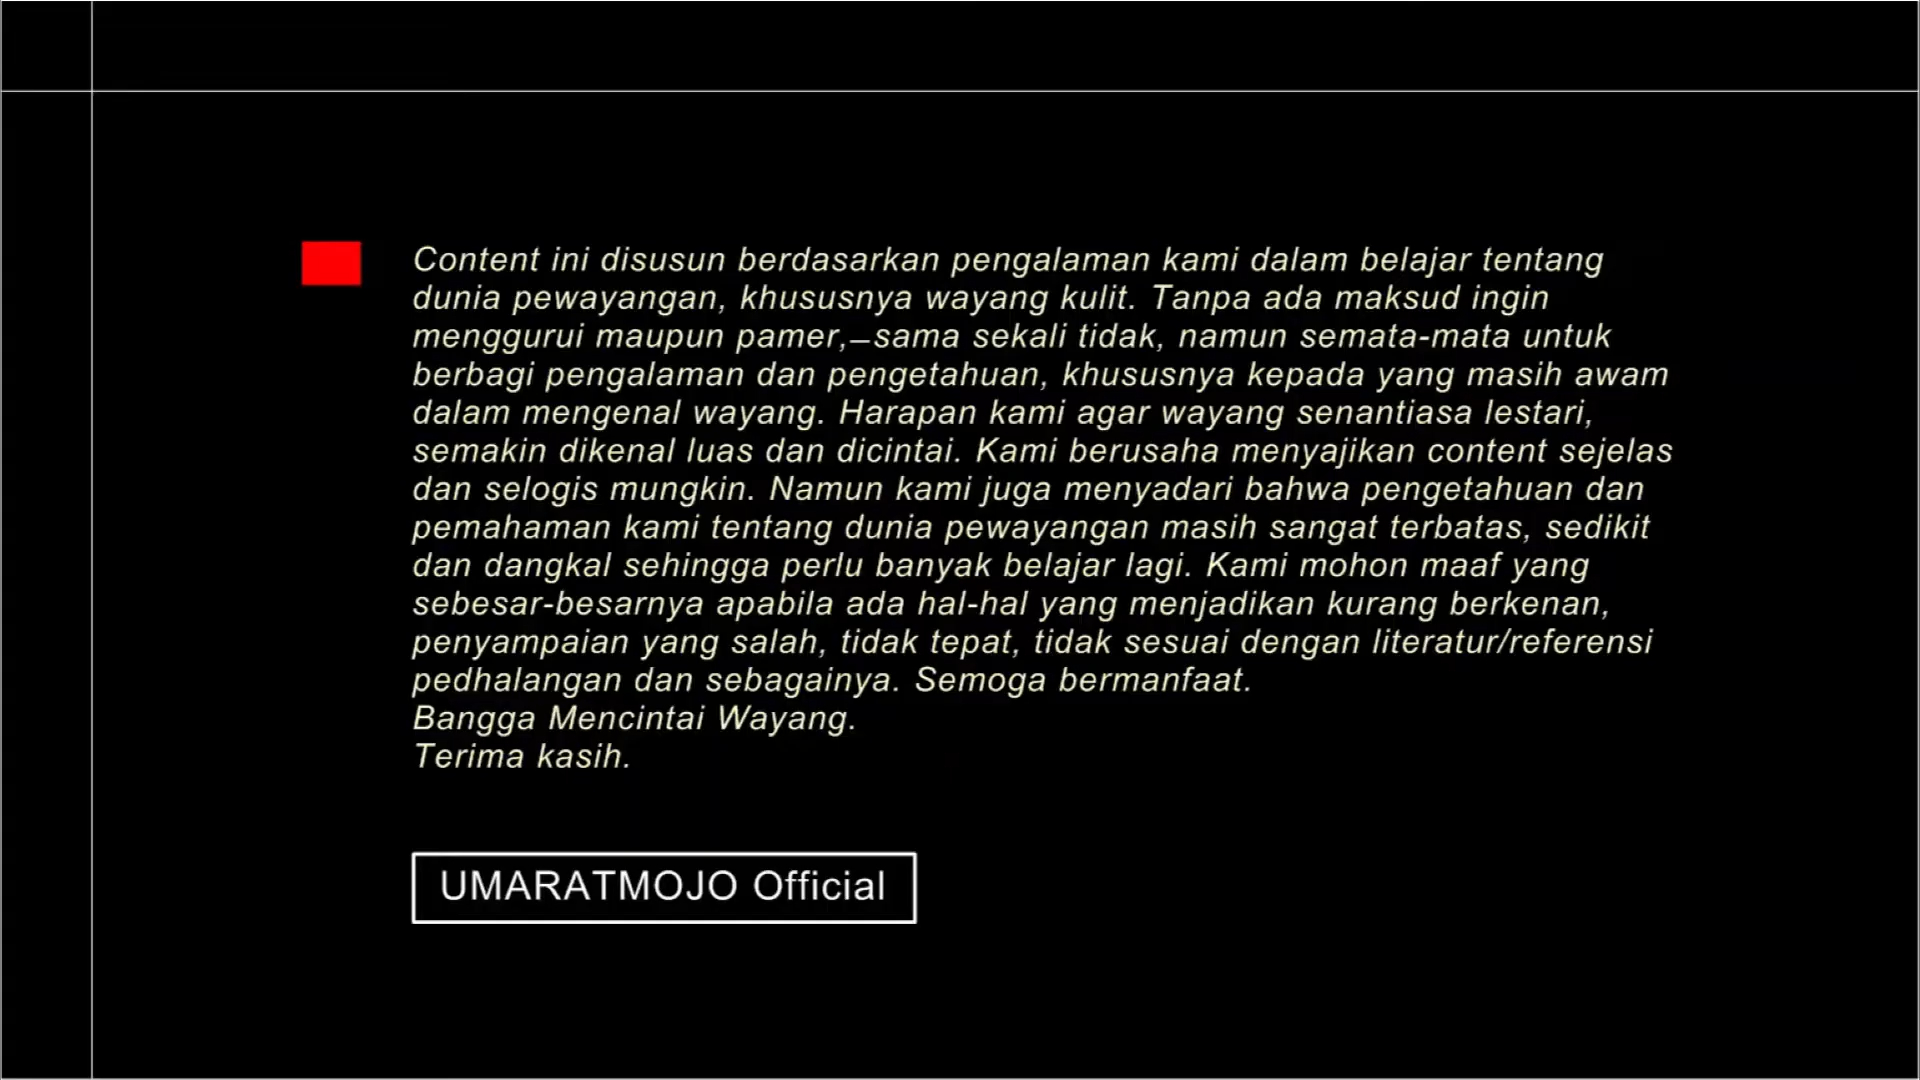 Content ini disusun berdasarkan pengalaman kami dalam belajar tentang
dunia pewayangan, khususnya wayang kulit. Tanpa ada maksud ingin
menggurui maupun pamer,–sama sekali tidak, namun semata-mata untuk
berbagi pengalaman dan pengetahuan, khususnya kepada yang masih awam
dalam mengenal wayang. Harapan kami agar wayang senantiasa lestari,
semakin dikenal luas dan dicintai. Kami berusaha menyajikan content sejelas
dan selogis mungkin. Namun kami juga menyadari bahwa pengetahuan dan
pemahaman kami tentang dunia pewayangan masih sangat terbatas, sedikit
dan dangkal sehingga perlu banyak belajar lagi. Kami mohon maaf yang
sebesar-besarnya apabila ada hal-hal yang menjadikan kurang berkenan,
penyampaian yang salah, tidak tepat, tidak sesuai dengan literatur/referensi
pedhalangan dan sebagainya. Semoga bermanfaat.
Bangga Mencintai Wayang.
Terima kasih.
UMARATMOJO Official